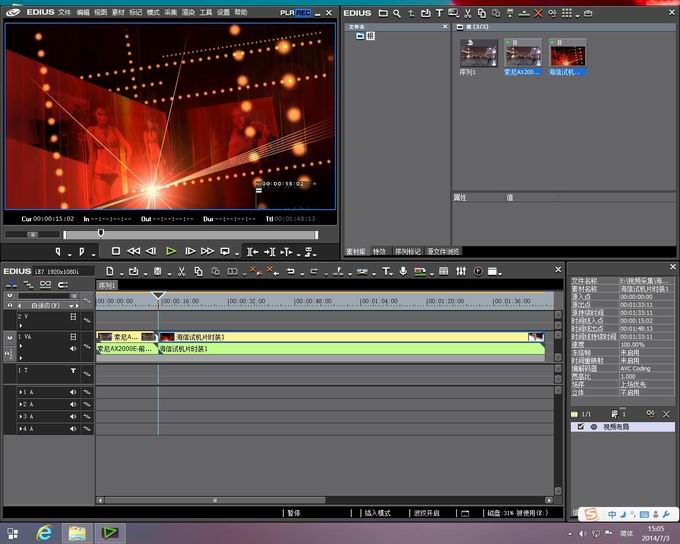 EDIUS 文件 编辑 视图 素材 标记 模式 采集 渲染 工具 设置 帮助 PLR REC
00:00:18;02
Cur 00:00:15;02 In --:--:--:-- Out --:--:--:-- Dur --:--:--:-- Ttl 00:01:48;13
EDIUS
文件夹
根
根 (2/3)
序列1
索尼AX200...
海信试机...
属性 值
素材库 特效 序列标记 源文件浏览
EDIUS iE7 1920x1080i
序列1
自适应(F)
00:00:00;00 00:00:16;00 00:00:32;00 00:00:48;00 00:01:04;00 00:01:20;00 00:01:36;00
2 V
1 VA
索尼A...
海信试机片时装1
索尼AX2000E-前...
海信试机片时装1
1 T
1 A
2 A
3 A
4 A
暂停 插入模式 波纹开启 磁盘:31% 被使用(E:)
信息
文件名称 E:\视频采集\海...
素材名称 海信试机片时装1
源入点 00:00:00;00
源出点 00:01:33;11
源持续时间 00:01:33;11
时间线入点 00:00:15;02
时间线出点 00:01:48;13
时间线持续时间 00:01:33;11
速度 100.00%
冻结帧 未启用
时间重映射 未启用
编解码器 AVC Coding
宽高比 1.000
场序 上场优先
立体 不启用
1/1
视频布局
中
简体
15:05
2014/7/3